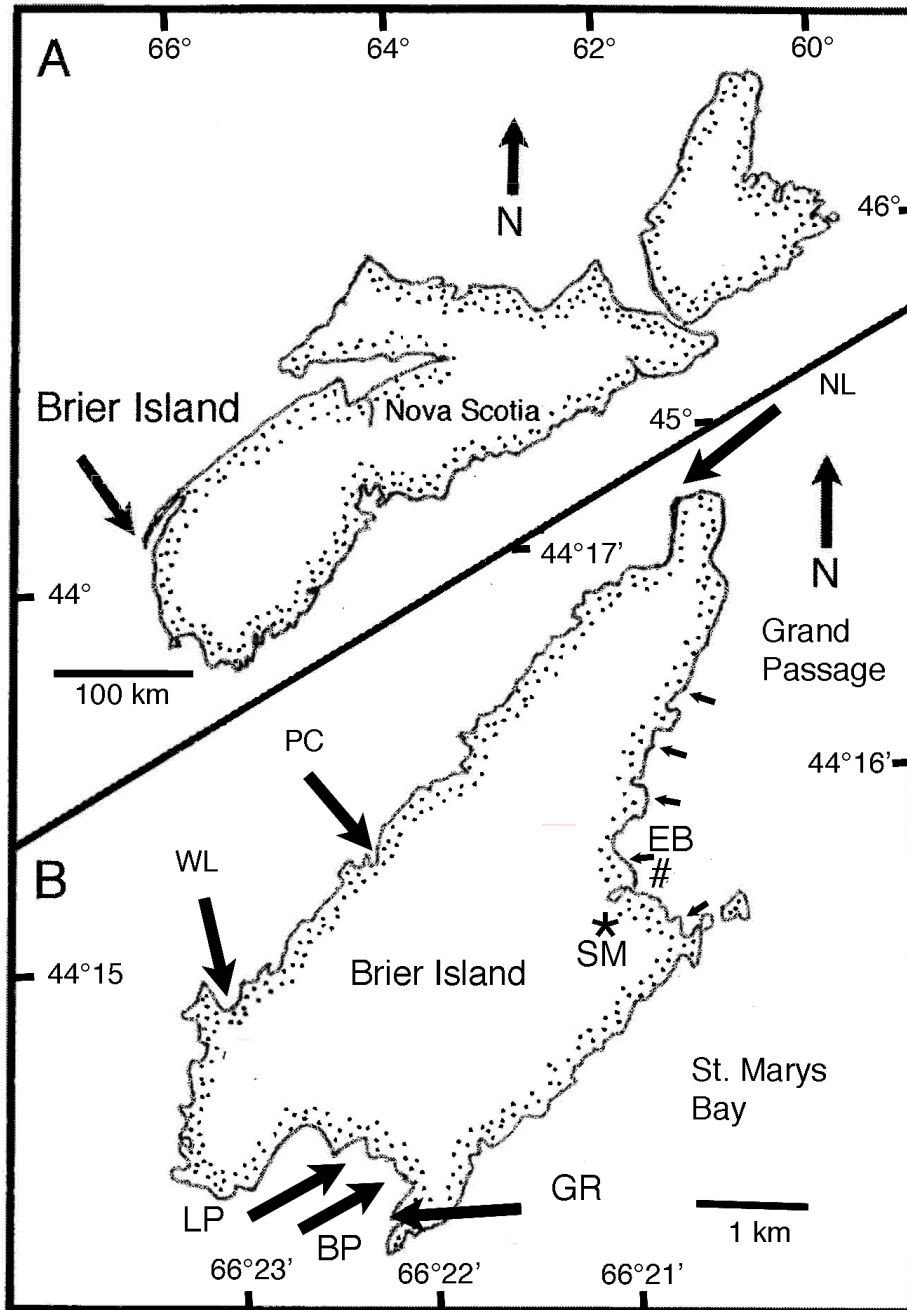 66°
64°
62°
60°
A
N
46°
Brier Island
Nova Scotia
NL
45°
44°17'
N
44°
Grand
Passage
100 km
PC
44°16'
B
WL
EB
#
*
SM
Brier Island
44°15
St. Marys
Bay
GR
LP
BP
1 km
66°23'
66°22'
66°21'